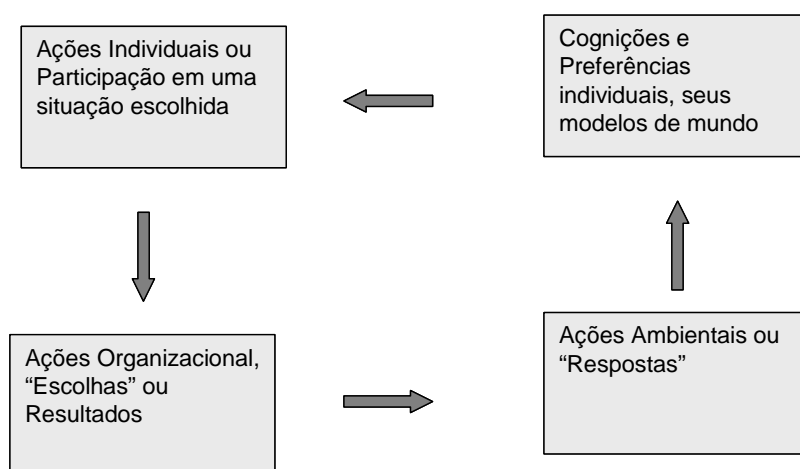 Ações Individuais ou
Participação em uma
situação escolhida
Cognições e
Preferências
individuais, seus
modelos de mundo
Ações Organizacional,
“Escolhas” ou
Resultados
Ações Ambientais ou
“Respostas”